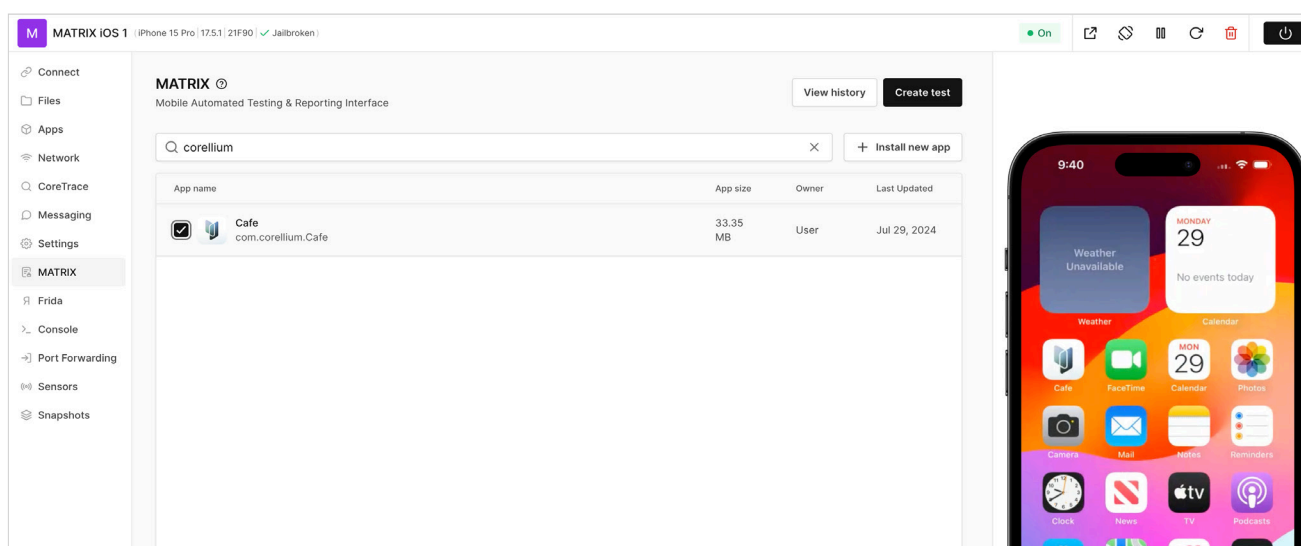 M MATRIX iOS 1 ( iPhone 15 Pro | 17.5.1 | 21F90 | ✓ Jailbroken )
On
Connect
Files
Apps
Network
CoreTrace
Messaging
Settings
MATRIX
Frida
Console
Port Forwarding
Sensors
Snapshots
MATRIX
Mobile Automated Testing & Reporting Interface
View history
Create test
corellium
+ Install new app
App name App size Owner Last Updated
Cafe
com.corellium.Cafe
33.35
MB
User
Jul 29, 2024
9:40
Weather
Unavailable
Weather
MONDAY
29
No events today
Calendar
MON
29
Cafe FaceTime Calendar Photos
Camera Mail Notes Reminders
tv
Clock News TV Podcasts